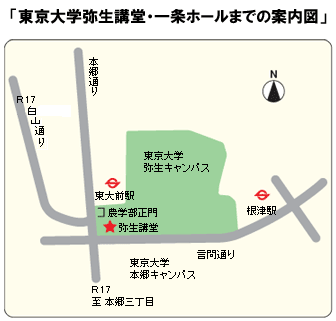 「東京大学弥生講堂・一条ホールまでの案内図」
本郷通り
N
R17
白山通り
東京大学
弥生キャンパス
東大前駅
根津駅
農学部正門
弥生講堂
言問通り
東京大学
本郷キャンパス
R17
至 本郷三丁目